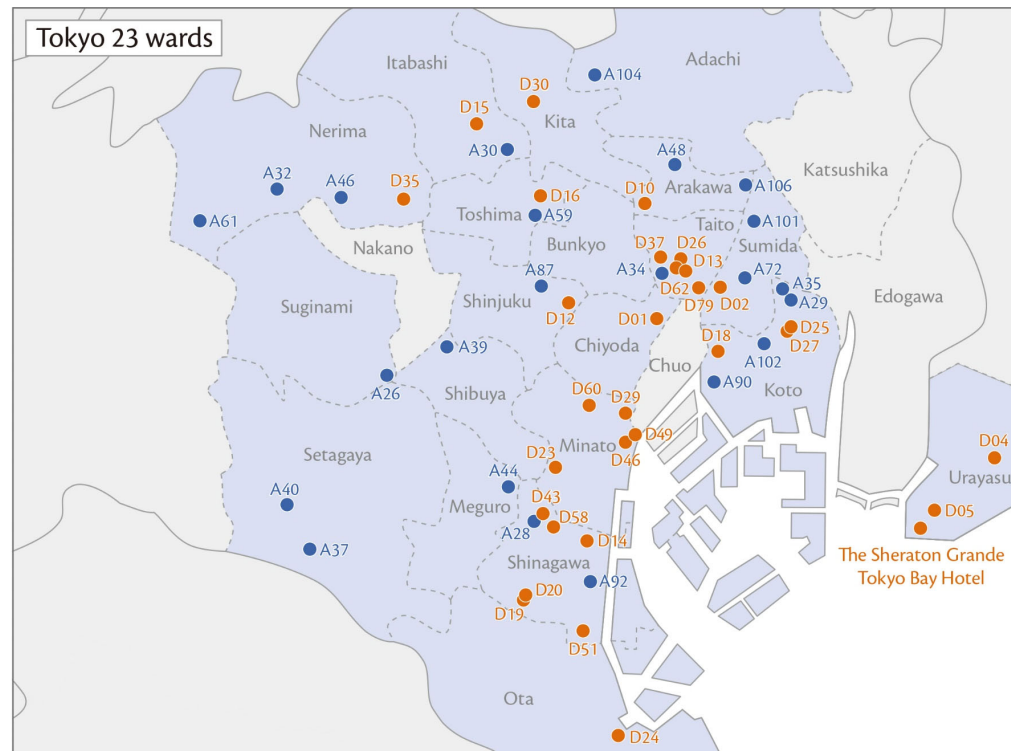 Tokyo 23 wards
Itabashi
A104
Adachi
D30
D15
Kita
Nerima
A30
A48
Katsushika
A32
A46
D35
D16
D10
Arakawa
A106
A61
Toshima
A59
Taito
A101
Nakano
Bunkyo
D37
D26
Sumida
D13
A34
A87
A72
A35
Suginami
Shinjuku
D62
A29
Edogawa
D12
D01
D79
D02
D25
D18
D27
A39
Chiyoda
A102
Chuo
A26
Shibuya
A90
Koto
D60
D29
Minato
D49
D46
D04
Setagaya
D23
A44
Urayasu
A40
Meguro
D43
D05
D58
A28
D14
A37
Shinagawa
The Sheraton Grande
Tokyo Bay Hotel
A92
D20
D19
D51
Ota
D24